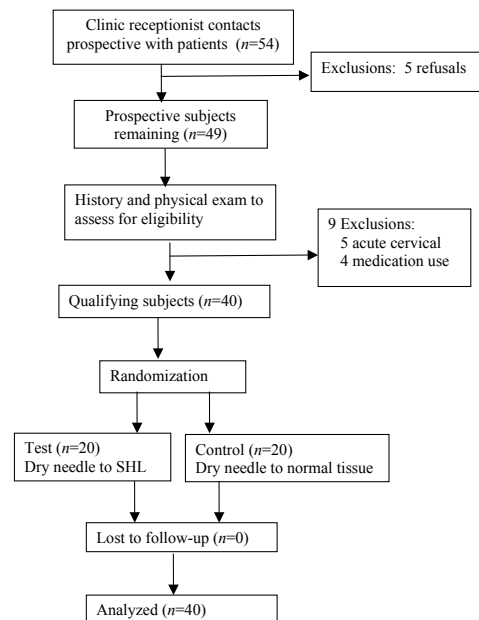 Clinic receptionist contacts
prospective with patients (n=54)
Exclusions: 5 refusals
Prospective subjects
remaining (n=49)
History and physical exam to
assess for eligibility
9 Exclusions:
5 acute cervical
4 medication use
Qualifying subjects (n=40)
Randomization
Test (n=20)
Dry needle to SHL
Control (n=20)
Dry needle to normal tissue
Lost to follow-up (n=0)
Analyzed (n=40)